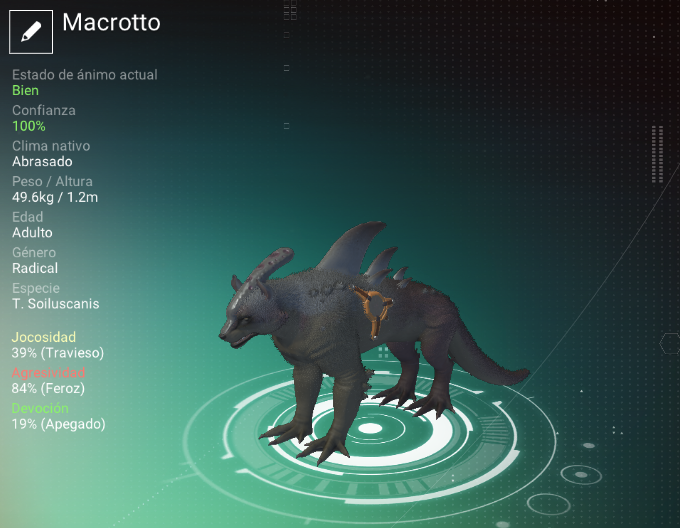 Macrotto
Estado de ánimo actual
Bien
Confianza
100%
Clima nativo
Abrasado
Peso / Altura
49.6kg / 1.2m
Edad
Adulto
Género
Radical
Especie
T. Soiluscanis
Jocosidad
39% (Travieso)
Agresividad
84% (Feroz)
Devoción
19% (Apegado)